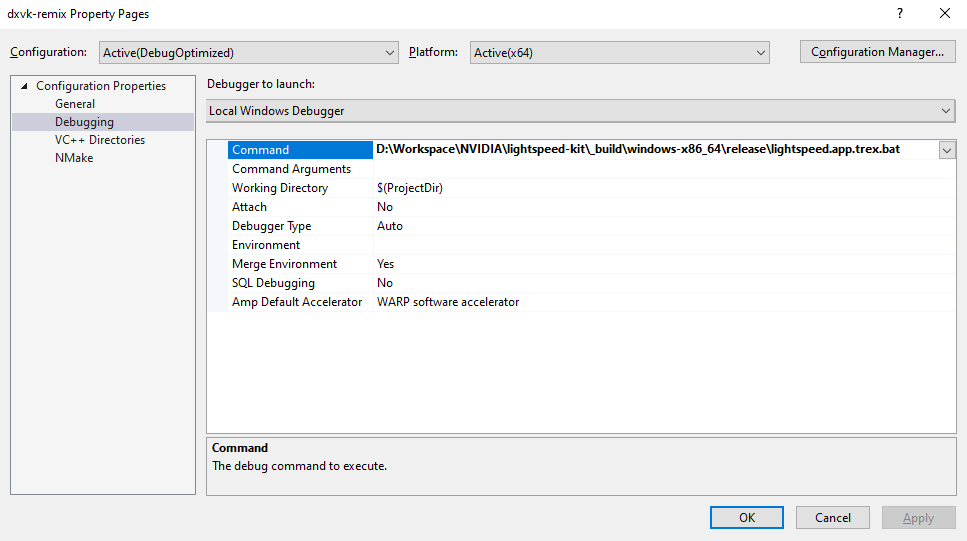 dxvk-remix Property Pages ?
Configuration: Active(DebugOptimized) Platform: Active(x64) Configuration Manager...
Configuration Properties
General
Debugging
VC++ Directories
NMake
Debugger to launch:
Local Windows Debugger
Command D:\Workspace\NVIDIA\lightspeed-kit\_build\windows-x86_64\release\lightspeed.app.trex.bat
Command Arguments
Working Directory $(ProjectDir)
Attach No
Debugger Type Auto
Environment
Merge Environment Yes
SQL Debugging No
Amp Default Accelerator WARP software accelerator
Command
The debug command to execute.
OK Cancel Apply